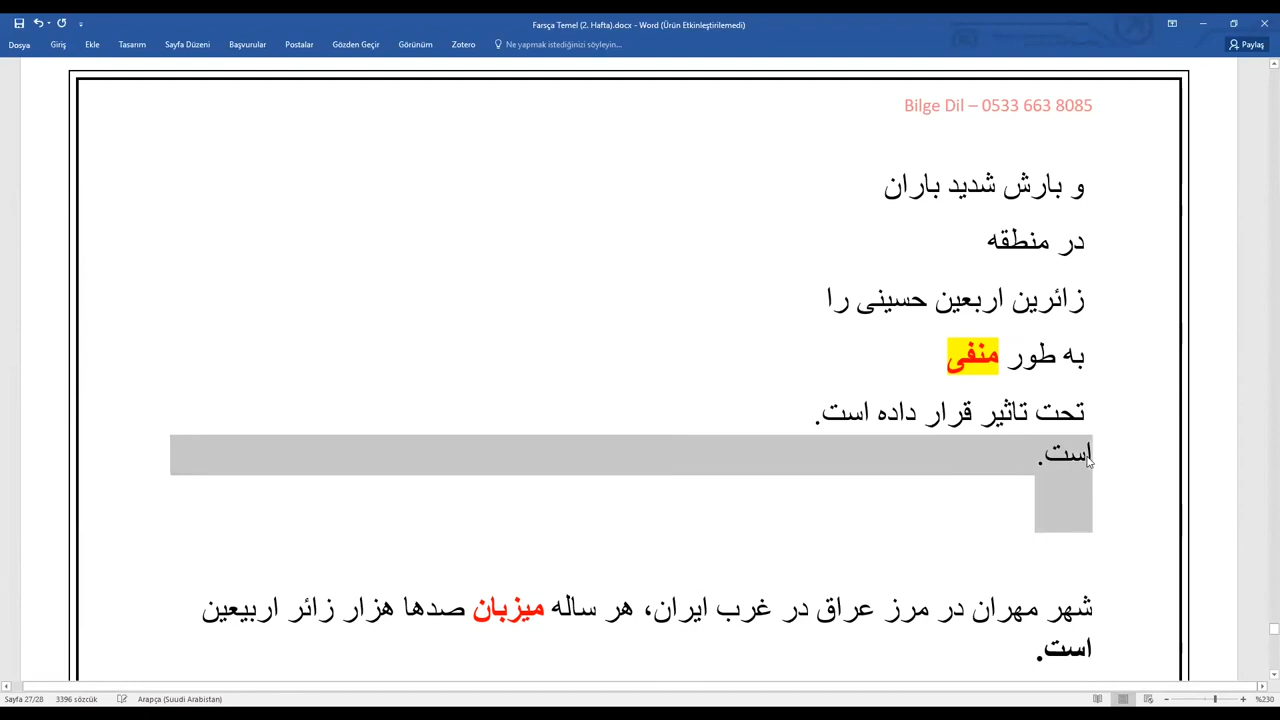 Farsça Temel (2. Hafta).docx - Word (Ürün Etkinleştirilemedi)
Dosya Giriş Ekle Tasarım Sayfa Düzeni Başvurular Postalar Gözden Geçir Görünüm Zotero Ne yapmak istediğinizi söyleyin... Paylaş
Bilge Dil – 0533 663 8085
و بارش شدید باران
در منطقه
زائرین اربعین حسینی را
به طور منفی
تحت تاثیر قرار داده است.
است.
شهر مهران در مرز عراق در غرب ایران، هر ساله میزبان صدها هزار زائر اربیعین
است.
Sayfa 27/28 3396 sözcük Arapça (Suudi Arabistan) %230